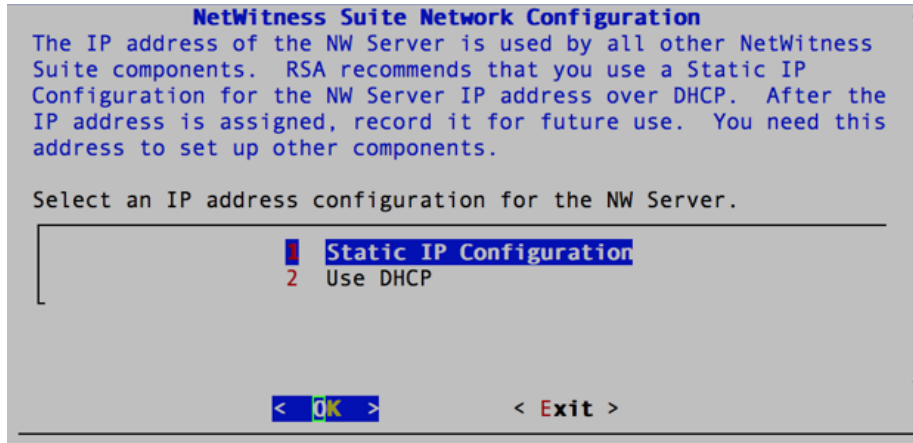 NetWitness Suite Network Configuration
The IP address of the NW Server is used by all other NetWitness
Suite components.  RSA recommends that you use a Static IP
Configuration for the NW Server IP address over DHCP.  After the
IP address is assigned, record it for future use.  You need this
address to set up other components.
Select an IP address configuration for the NW Server.
1  Static IP Configuration
2  Use DHCP
<  OK  >  < Exit >